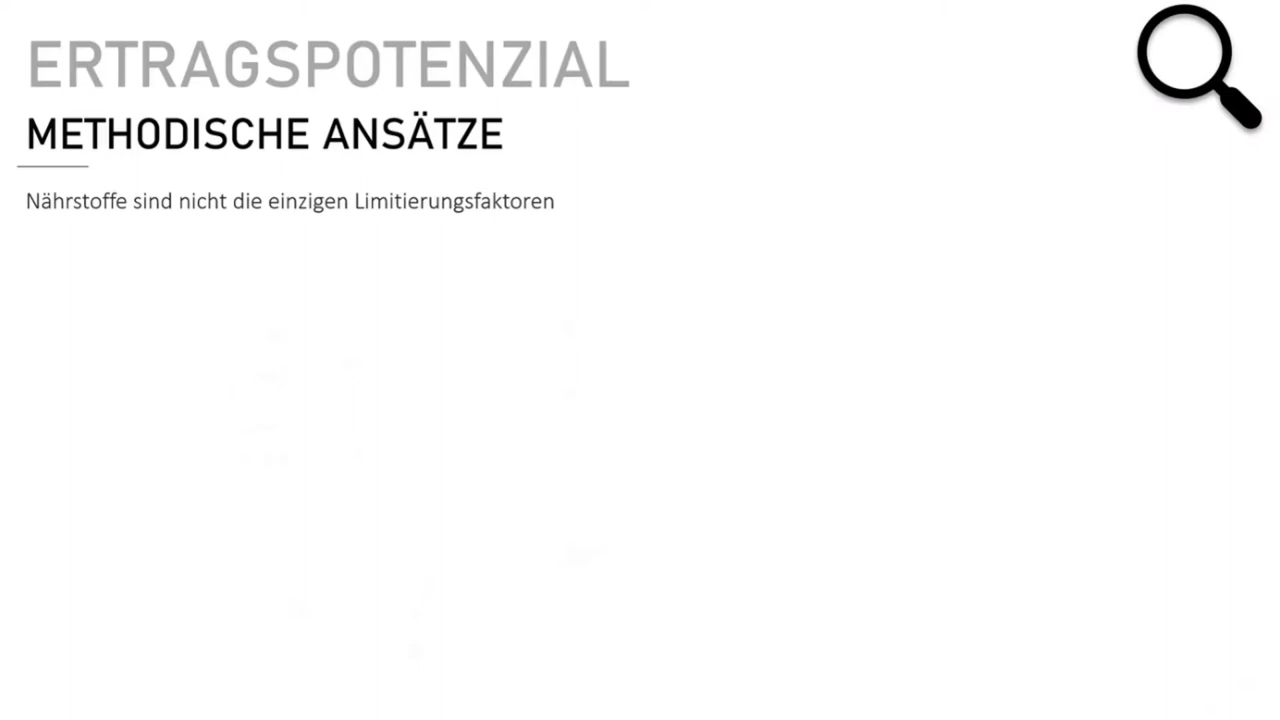 ERTRAGSPOTENZIAL
METHODISCHE ANSÄTZE
Nährstoffe sind nicht die einzigen Limitierungsfaktoren